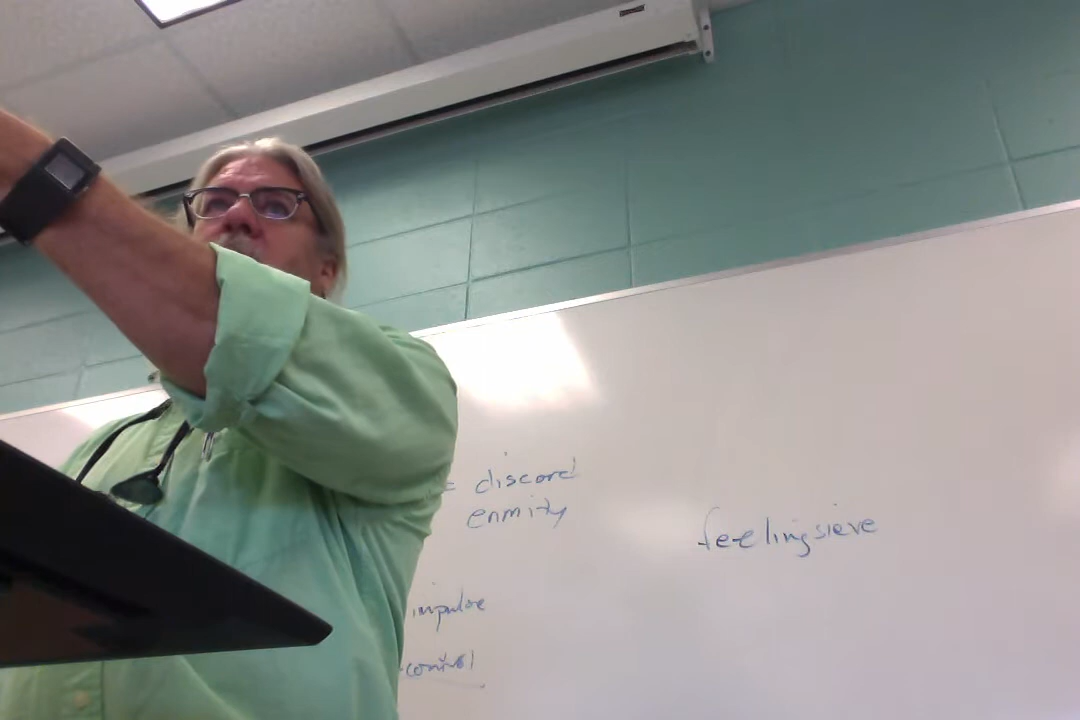 = discord
enmity
feelingsieve
impulse
-control